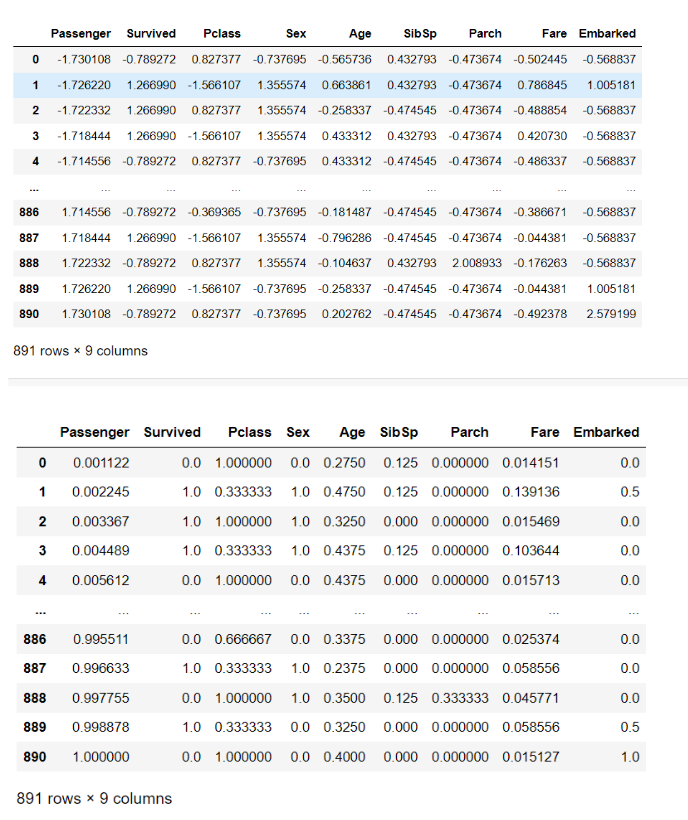 Passenger Survived Pclass Sex Age SibSp Parch Fare Embarked
0 -1.730108 -0.789272 0.827377 -0.737695 -0.565736 0.432793 -0.473674 -0.502445 -0.568837
1 -1.726220 1.266990 -1.566107 1.355574 0.663861 0.432793 -0.473674 0.786845 1.005181
2 -1.722332 1.266990 0.827377 1.355574 -0.258337 -0.474545 -0.473674 -0.488854 -0.568837
3 -1.718444 1.266990 -1.566107 1.355574 0.433312 0.432793 -0.473674 0.420730 -0.568837
4 -1.714556 -0.789272 0.827377 -0.737695 0.433312 -0.474545 -0.473674 -0.486337 -0.568837
... ... ... ... ... ... ... ... ... ...
886 1.714556 -0.789272 -0.369365 -0.737695 -0.181487 -0.474545 -0.473674 -0.386671 -0.568837
887 1.718444 1.266990 -1.566107 1.355574 -0.796286 -0.474545 -0.473674 -0.044381 -0.568837
888 1.722332 -0.789272 0.827377 1.355574 -0.104637 0.432793 2.008933 -0.176263 -0.568837
889 1.726220 1.266990 -1.566107 -0.737695 -0.258337 -0.474545 -0.473674 -0.044381 1.005181
890 1.730108 -0.789272 0.827377 -0.737695 0.202762 -0.474545 -0.473674 -0.492378 2.579199
891 rows × 9 columns
Passenger Survived Pclass Sex Age SibSp Parch Fare Embarked
0 0.001122 0.0 1.000000 0.0 0.2750 0.125 0.000000 0.014151 0.0
1 0.002245 1.0 0.333333 1.0 0.4750 0.125 0.000000 0.139136 0.5
2 0.003367 1.0 1.000000 1.0 0.3250 0.000 0.000000 0.015469 0.0
3 0.004489 1.0 0.333333 1.0 0.4375 0.125 0.000000 0.103644 0.0
4 0.005612 0.0 1.000000 0.0 0.4375 0.000 0.000000 0.015713 0.0
... ... ... ... ... ... ... ... ... ...
886 0.995511 0.0 0.666667 0.0 0.3375 0.000 0.000000 0.025374 0.0
887 0.996633 1.0 0.333333 1.0 0.2375 0.000 0.000000 0.058556 0.0
888 0.997755 0.0 1.000000 1.0 0.3500 0.125 0.333333 0.045771 0.0
889 0.998878 1.0 0.333333 0.0 0.3250 0.000 0.000000 0.058556 0.5
890 1.000000 0.0 1.000000 0.0 0.4000 0.000 0.000000 0.015127 1.0
891 rows × 9 columns